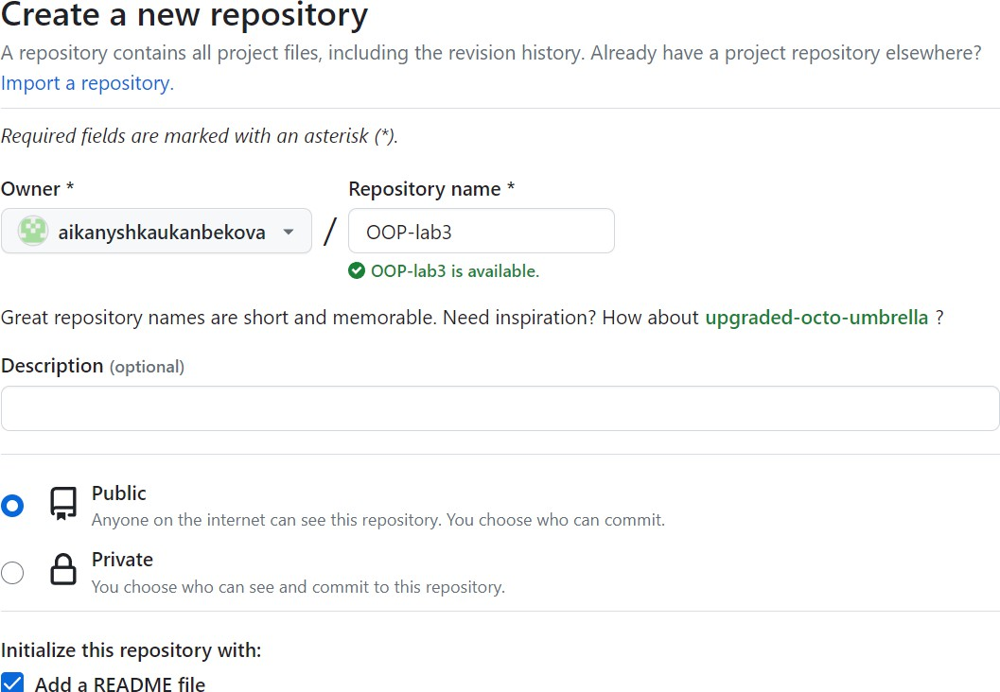 Create a new repository
A repository contains all project files, including the revision history. Already have a project repository elsewhere?
Import a repository.
Required fields are marked with an asterisk (*).
Owner *
Repository name *
aikanyshkaukanbekova
/
OOP-lab3
OOP-lab3 is available.
Great repository names are short and memorable. Need inspiration? How about upgraded-octo-umbrella ?
Description (optional)
Public
Anyone on the internet can see this repository. You choose who can commit.
Private
You choose who can see and commit to this repository.
Initialize this repository with:
Add a README file